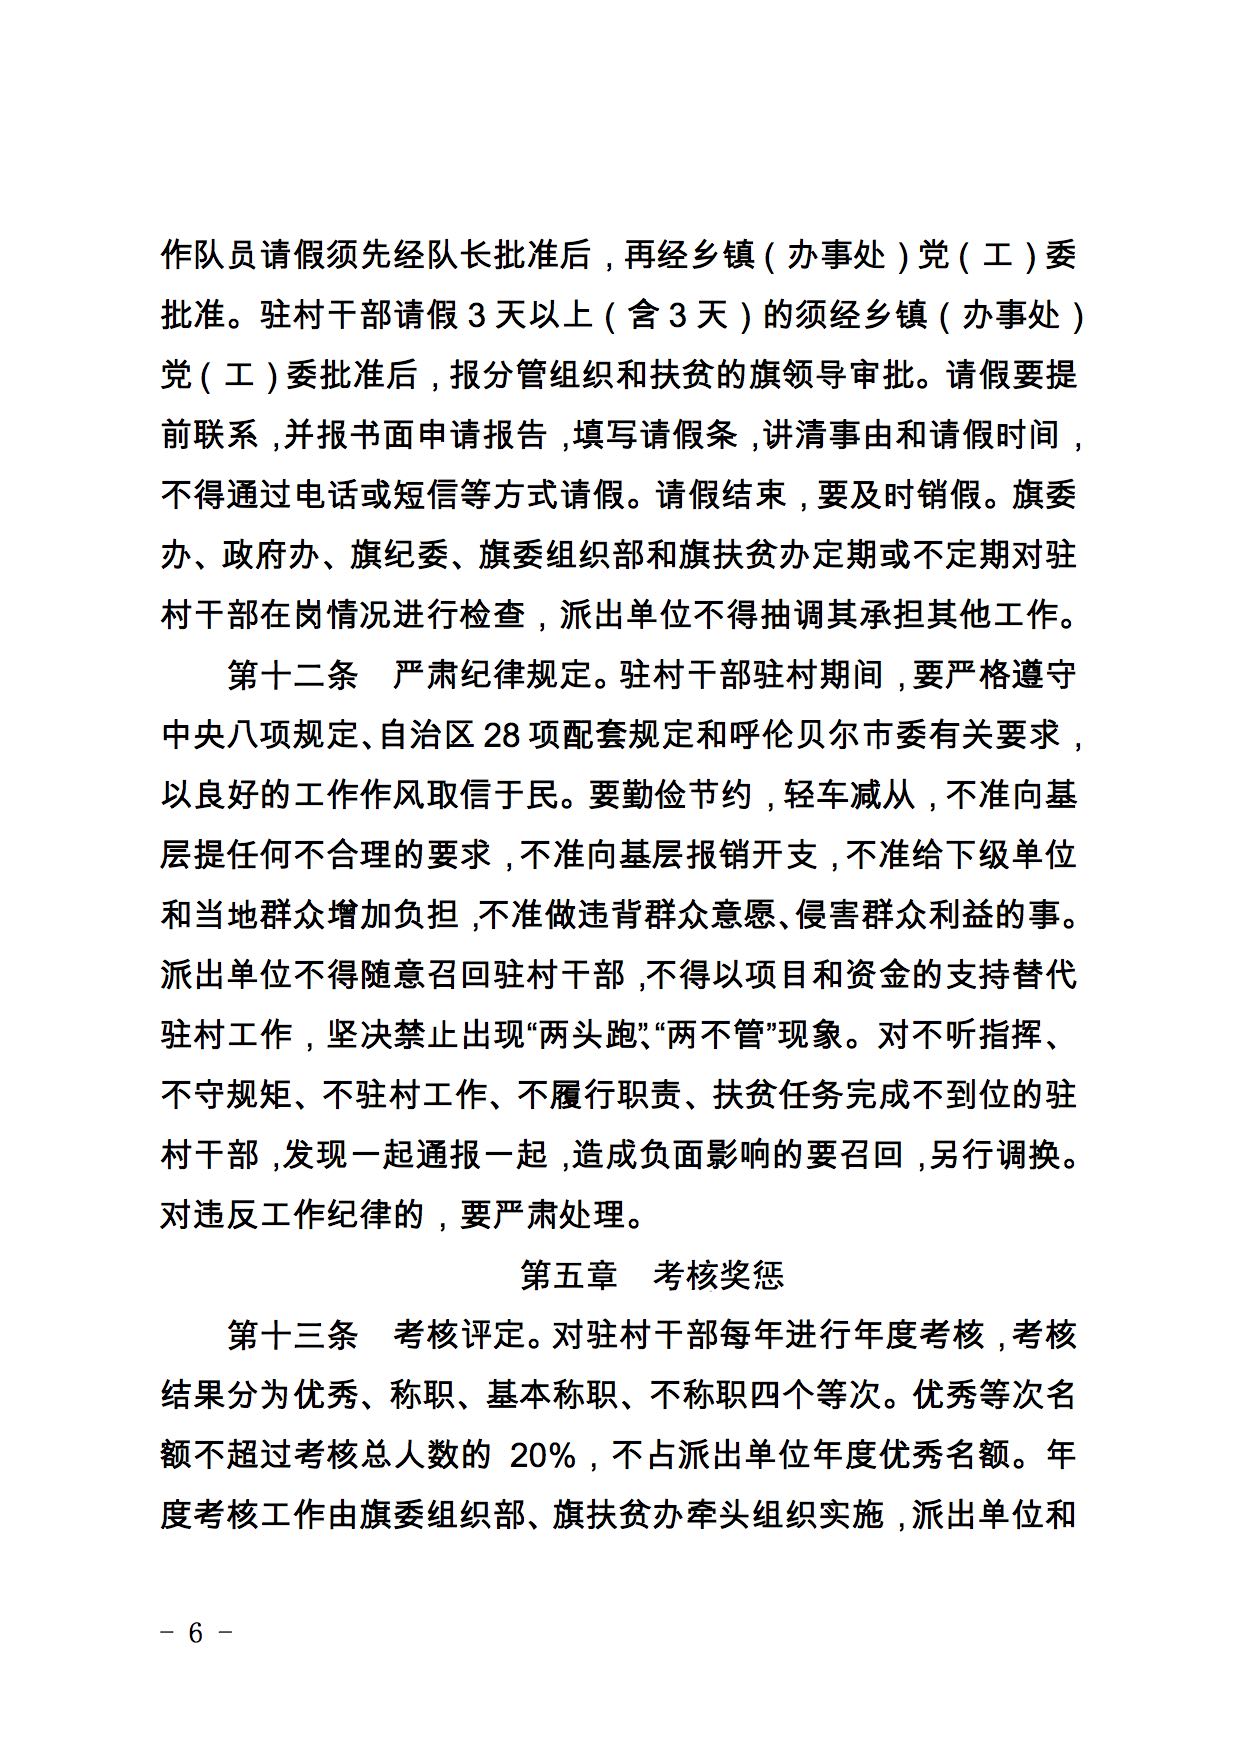 作队员请假须先经队长批准后，再经乡镇（办事处）党（工）委
批准。驻村干部请假 3 天以上（含 3 天）的须经乡镇（办事处）
党（工）委批准后，报分管组织和扶贫的旗领导审批。请假要提
前联系，并报书面申请报告，填写请假条，讲清事由和请假时间，
不得通过电话或短信等方式请假。请假结束，要及时销假。旗委
办、政府办、旗纪委、旗委组织部和旗扶贫办定期或不定期对驻
村干部在岗情况进行检查，派出单位不得抽调其承担其他工作。
第十二条　严肃纪律规定。驻村干部驻村期间，要严格遵守
中央八项规定、自治区 28 项配套规定和呼伦贝尔市委有关要求，
以良好的工作作风取信于民。要勤俭节约，轻车减从，不准向基
层提任何不合理的要求，不准向基层报销开支，不准给下级单位
和当地群众增加负担，不准做违背群众意愿、侵害群众利益的事。
派出单位不得随意召回驻村干部，不得以项目和资金的支持替代
驻村工作，坚决禁止出现“两头跑”、“两不管”现象。对不听指挥、
不守规矩、不驻村工作、不履行职责、扶贫任务完成不到位的驻
村干部，发现一起通报一起，造成负面影响的要召回，另行调换。
对违反工作纪律的，要严肃处理。
第五章　考核奖惩
第十三条　考核评定。对驻村干部每年进行年度考核，考核
结果分为优秀、称职、基本称职、不称职四个等次。优秀等次名
额不超过考核总人数的 20%，不占派出单位年度优秀名额。年
度考核工作由旗委组织部、旗扶贫办牵头组织实施，派出单位和
- 6 -